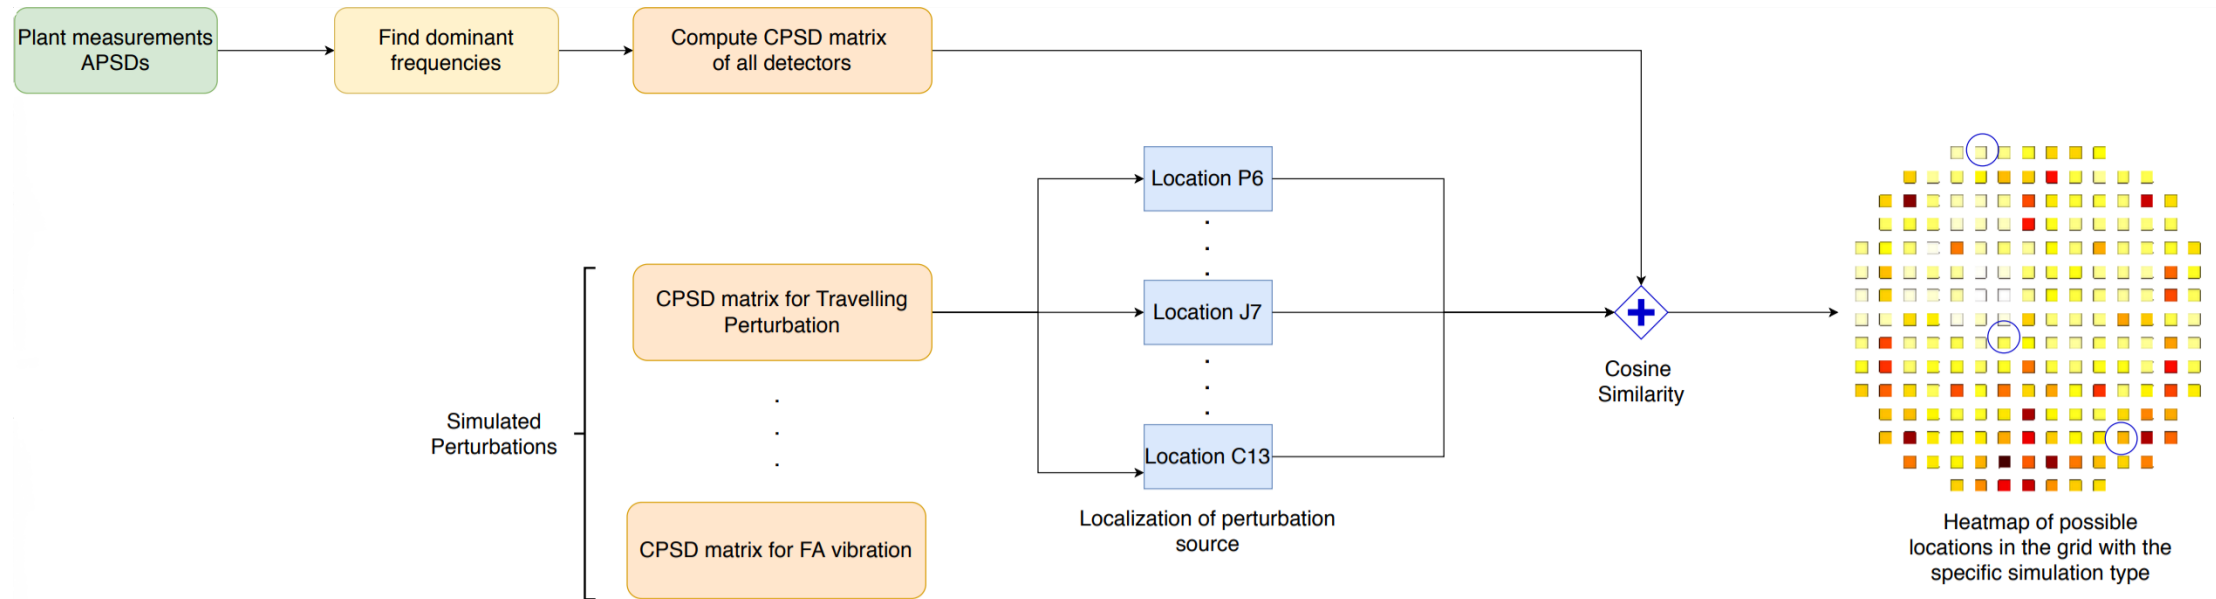 Plant measurements
APSDs
Find dominant
frequencies
Compute CPSD matrix
of all detectors
Location P6
CPSD matrix for Travelling
Perturbation
Location J7
Cosine
Similarity
Simulated
Perturbations
Location C13
Localization of perturbation
source
CPSD matrix for FA vibration
Heatmap of possible
locations in the grid with the
specific simulation type